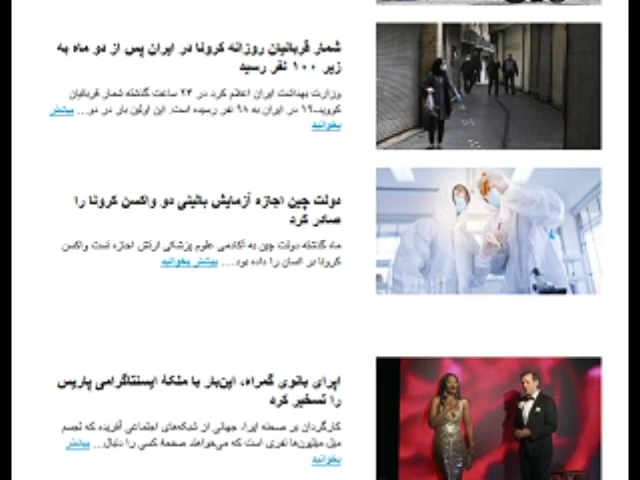 شمار قربانیان روزانه کرونا در ایران پس از دو ماه به
زیر ۱۰۰ نفر رسید
وزارت بهداشت ایران اعلام کرد در ۲۴ ساعت گذشته شمار قربانیان
کووید-۱۹ در ایران به ۹۸ نفر رسیده است. این اولین بار در دو... بیشتر
بخوانید
دولت چین اجازه آزمایش بالینی دو واکسن کرونا را
صادر کرد
ماه گذشته دولت چین به آکادمی علوم پزشکی ارتش اجازه تست واکسن
کرونا بر انسان را داده بود.... بیشتر بخوانید
اپرای بانوی گمراه، این‌بار با ملکهٔ اینستاگرامی پاریس
را تسخیر کرد
کارگردان بر صحنه اپرا، جهانی از شبکه‌های اجتماعی آفریده که تجسم
میل میلیون‌ها نفری است که می‌خواهند صفحهٔ کسی را دنبال... بیشتر
بخوانید